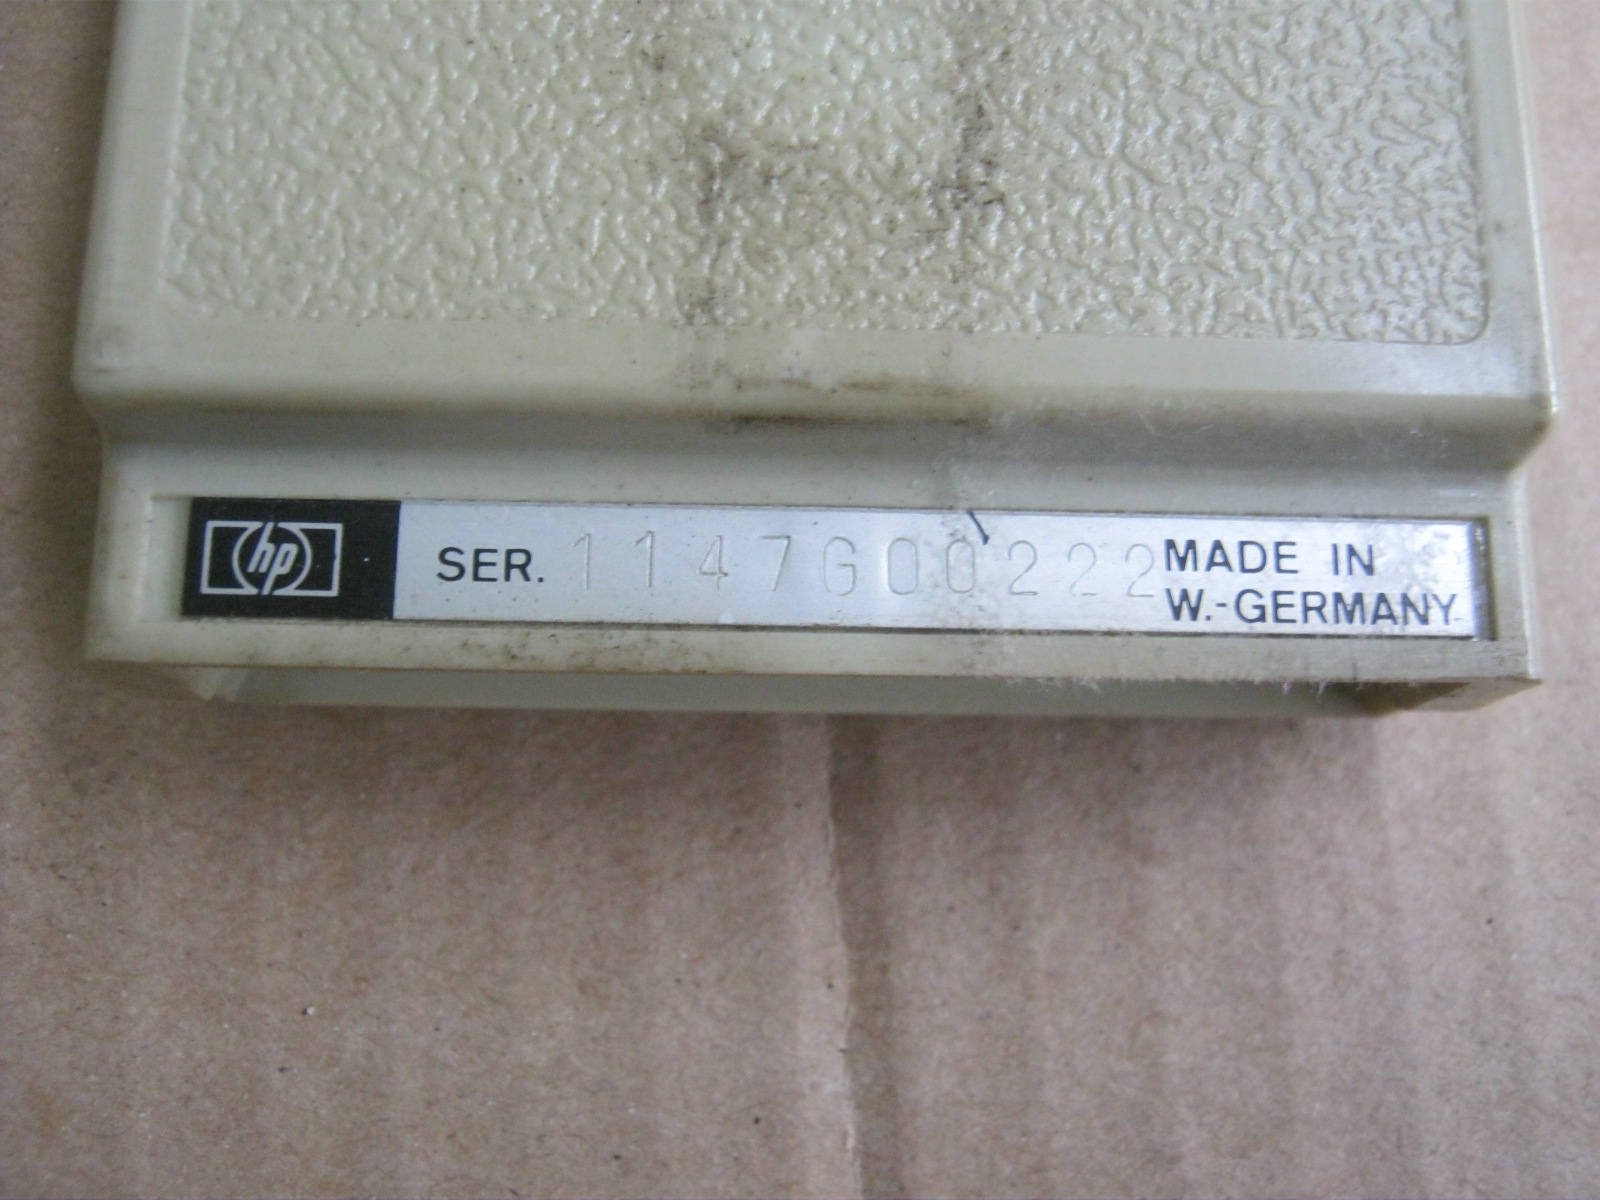 hp
SER. 1147G00222
MADE IN
W.-GERMANY